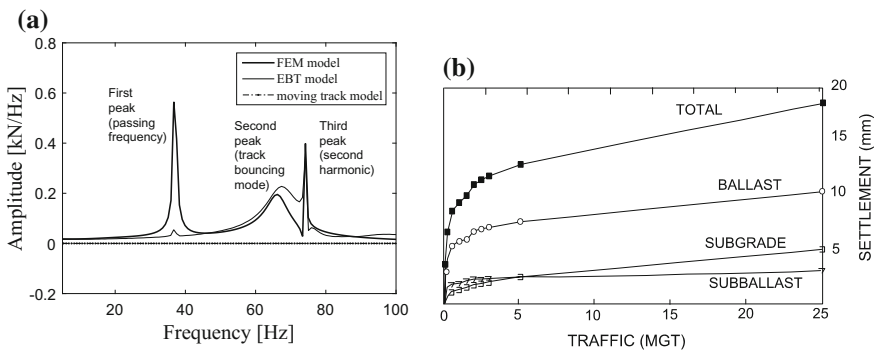 (a)
0.8
0.6
0.4
0.2
0
-0.2
Amplitude [kN/Hz]
20
40
60
80
100
Frequency [Hz]
FEM model
EBT model
moving track model
First
peak
(passing
frequency)
Second
peak
(track
bouncing
mode)
Third
peak
(second
harmonic)
(b)
TOTAL
BALLAST
SUBGRADE
SUBBALLAST
20
15
10
5
SETTLEMENT (mm)
0
5
10
15
20
25
TRAFFIC (MGT)